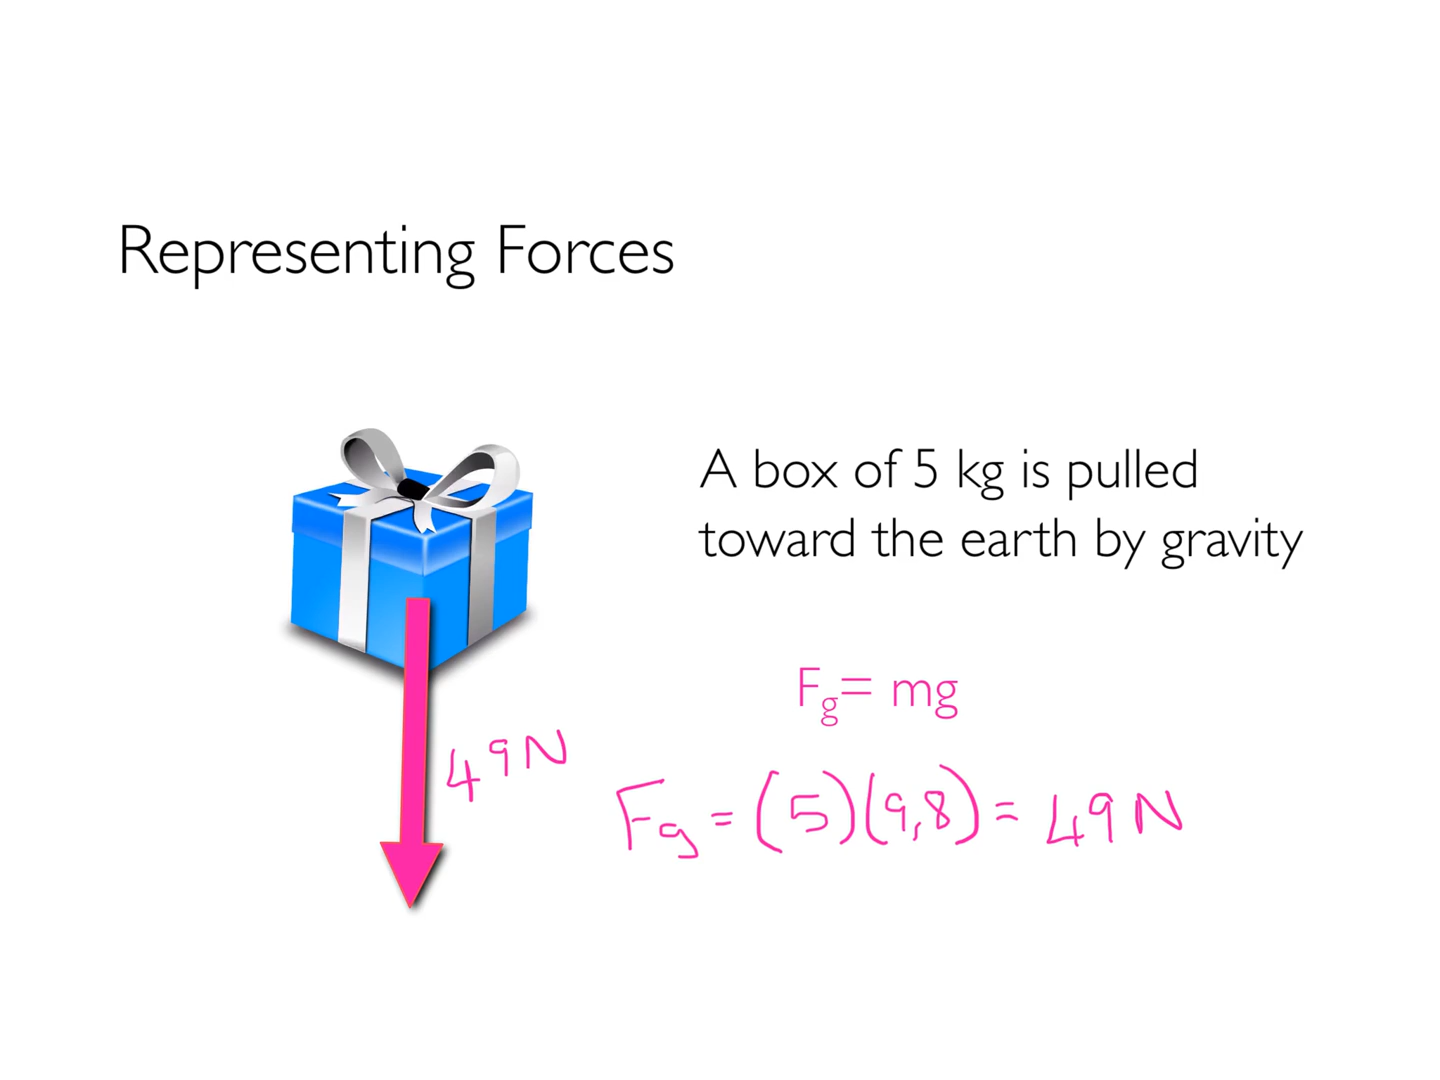 Representing Forces
A box of 5 kg is pulled
toward the earth by gravity
Fg= mg
49N
Fg = (5)(9,8) = 49N